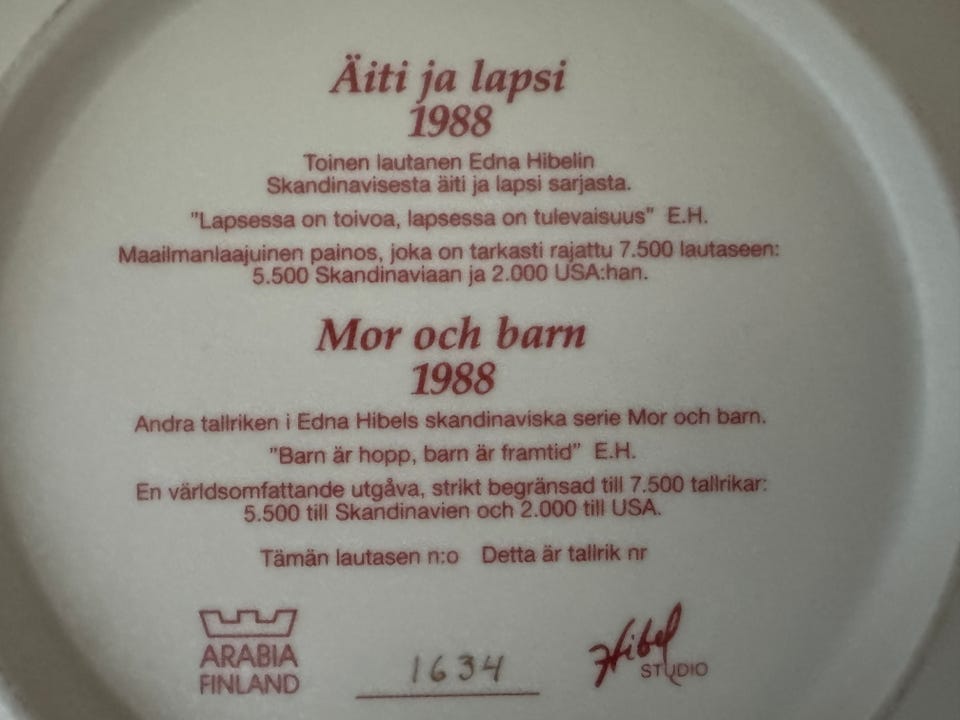 Äiti ja lapsi
1988
Toinen lautanen Edna Hibelin
Skandinavisesta äiti ja lapsi sarjasta.
"Lapsessa on toivoa, lapsessa on tulevaisuus" E.H.
Maailmanlaajuinen painos, joka on tarkasti rajattu 7.500 lautaseen:
5.500 Skandinaviaan ja 2.000 USA:han.
Mor och barn
1988
Andra tallriken i Edna Hibels skandinaviska serie Mor och barn.
"Barn är hopp, barn är framtid" E.H.
En världsomfattande utgåva, strikt begränsad till 7.500 tallrikar:
5.500 till Skandinavien och 2.000 till USA.
Tämän lautasen n:o Detta är tallrik nr
ARABIA
FINLAND
1634
Hibel
STUDIO